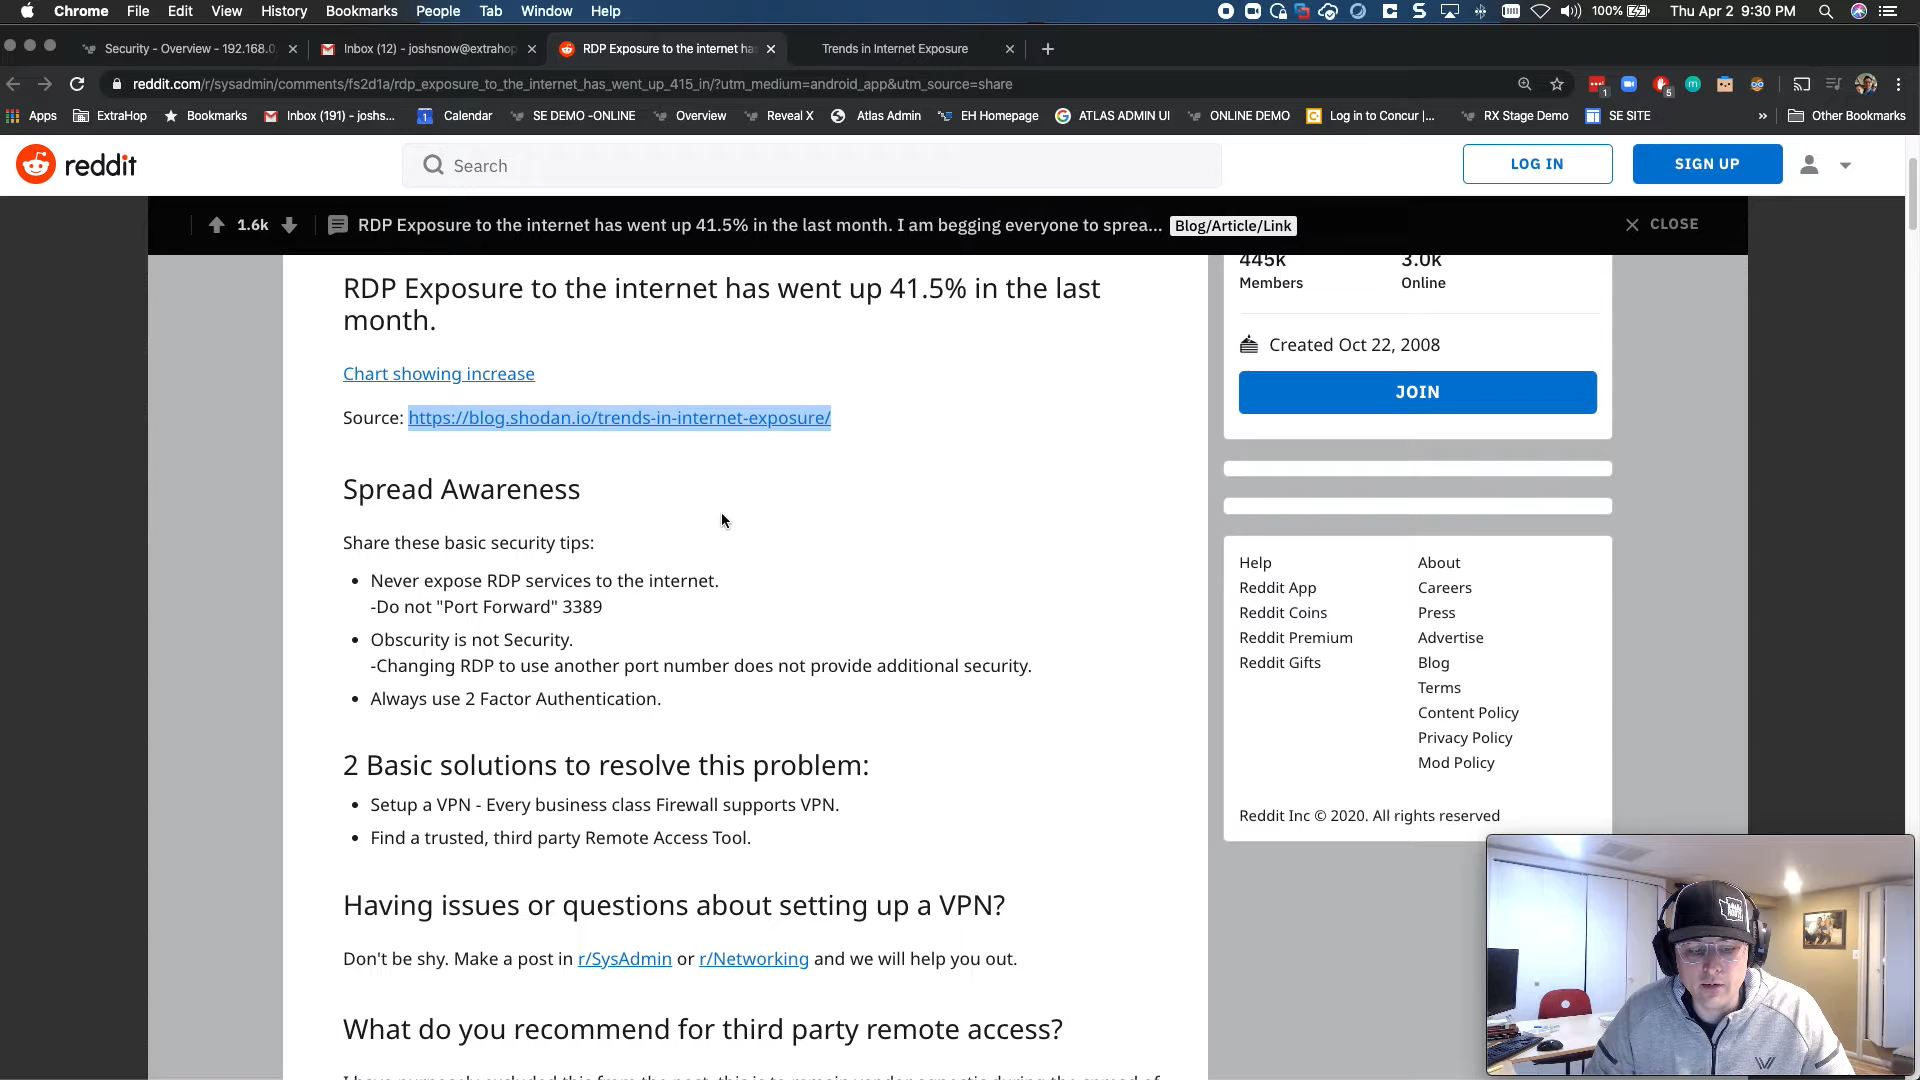 Chrome File Edit View History Bookmarks People Tab Window Help 100% Thu Apr 2 9:30 PM
Security - Overview - 192.168.0. Inbox (12) - joshsnow@extrahop RDP Exposure to the internet has Trends in Internet Exposure
reddit.com/r/sysadmin/comments/fs2d1a/rdp_exposure_to_the_internet_has_went_up_415_in/?utm_medium=android_app&utm_source=share 1 5
Apps ExtraHop Bookmarks Inbox (191) - joshs... 1 Calendar SE DEMO -ONLINE Overview Reveal X Atlas Admin EH Homepage ATLAS ADMIN UI ONLINE DEMO Log in to Concur |... RX Stage Demo SE SITE » Other Bookmarks
reddit Search LOG IN SIGN UP
1.6k RDP Exposure to the internet has went up 41.5% in the last month. I am begging everyone to sprea... Blog/Article/Link CLOSE
RDP Exposure to the internet has went up 41.5% in the last
month.
Chart showing increase
Source: https://blog.shodan.io/trends-in-internet-exposure/
Spread Awareness
Share these basic security tips:
• Never expose RDP services to the internet.
-Do not "Port Forward" 3389
• Obscurity is not Security.
-Changing RDP to use another port number does not provide additional security.
• Always use 2 Factor Authentication.
2 Basic solutions to resolve this problem:
• Setup a VPN - Every business class Firewall supports VPN.
• Find a trusted, third party Remote Access Tool.
Having issues or questions about setting up a VPN?
Don't be shy. Make a post in r/SysAdmin or r/Networking and we will help you out.
What do you recommend for third party remote access?
445k 3.0k
Members Online
Created Oct 22, 2008
JOIN
Help About
Reddit App Careers
Reddit Coins Press
Reddit Premium Advertise
Reddit Gifts Blog
Terms
Content Policy
Privacy Policy
Mod Policy
Reddit Inc © 2020. All rights reserved